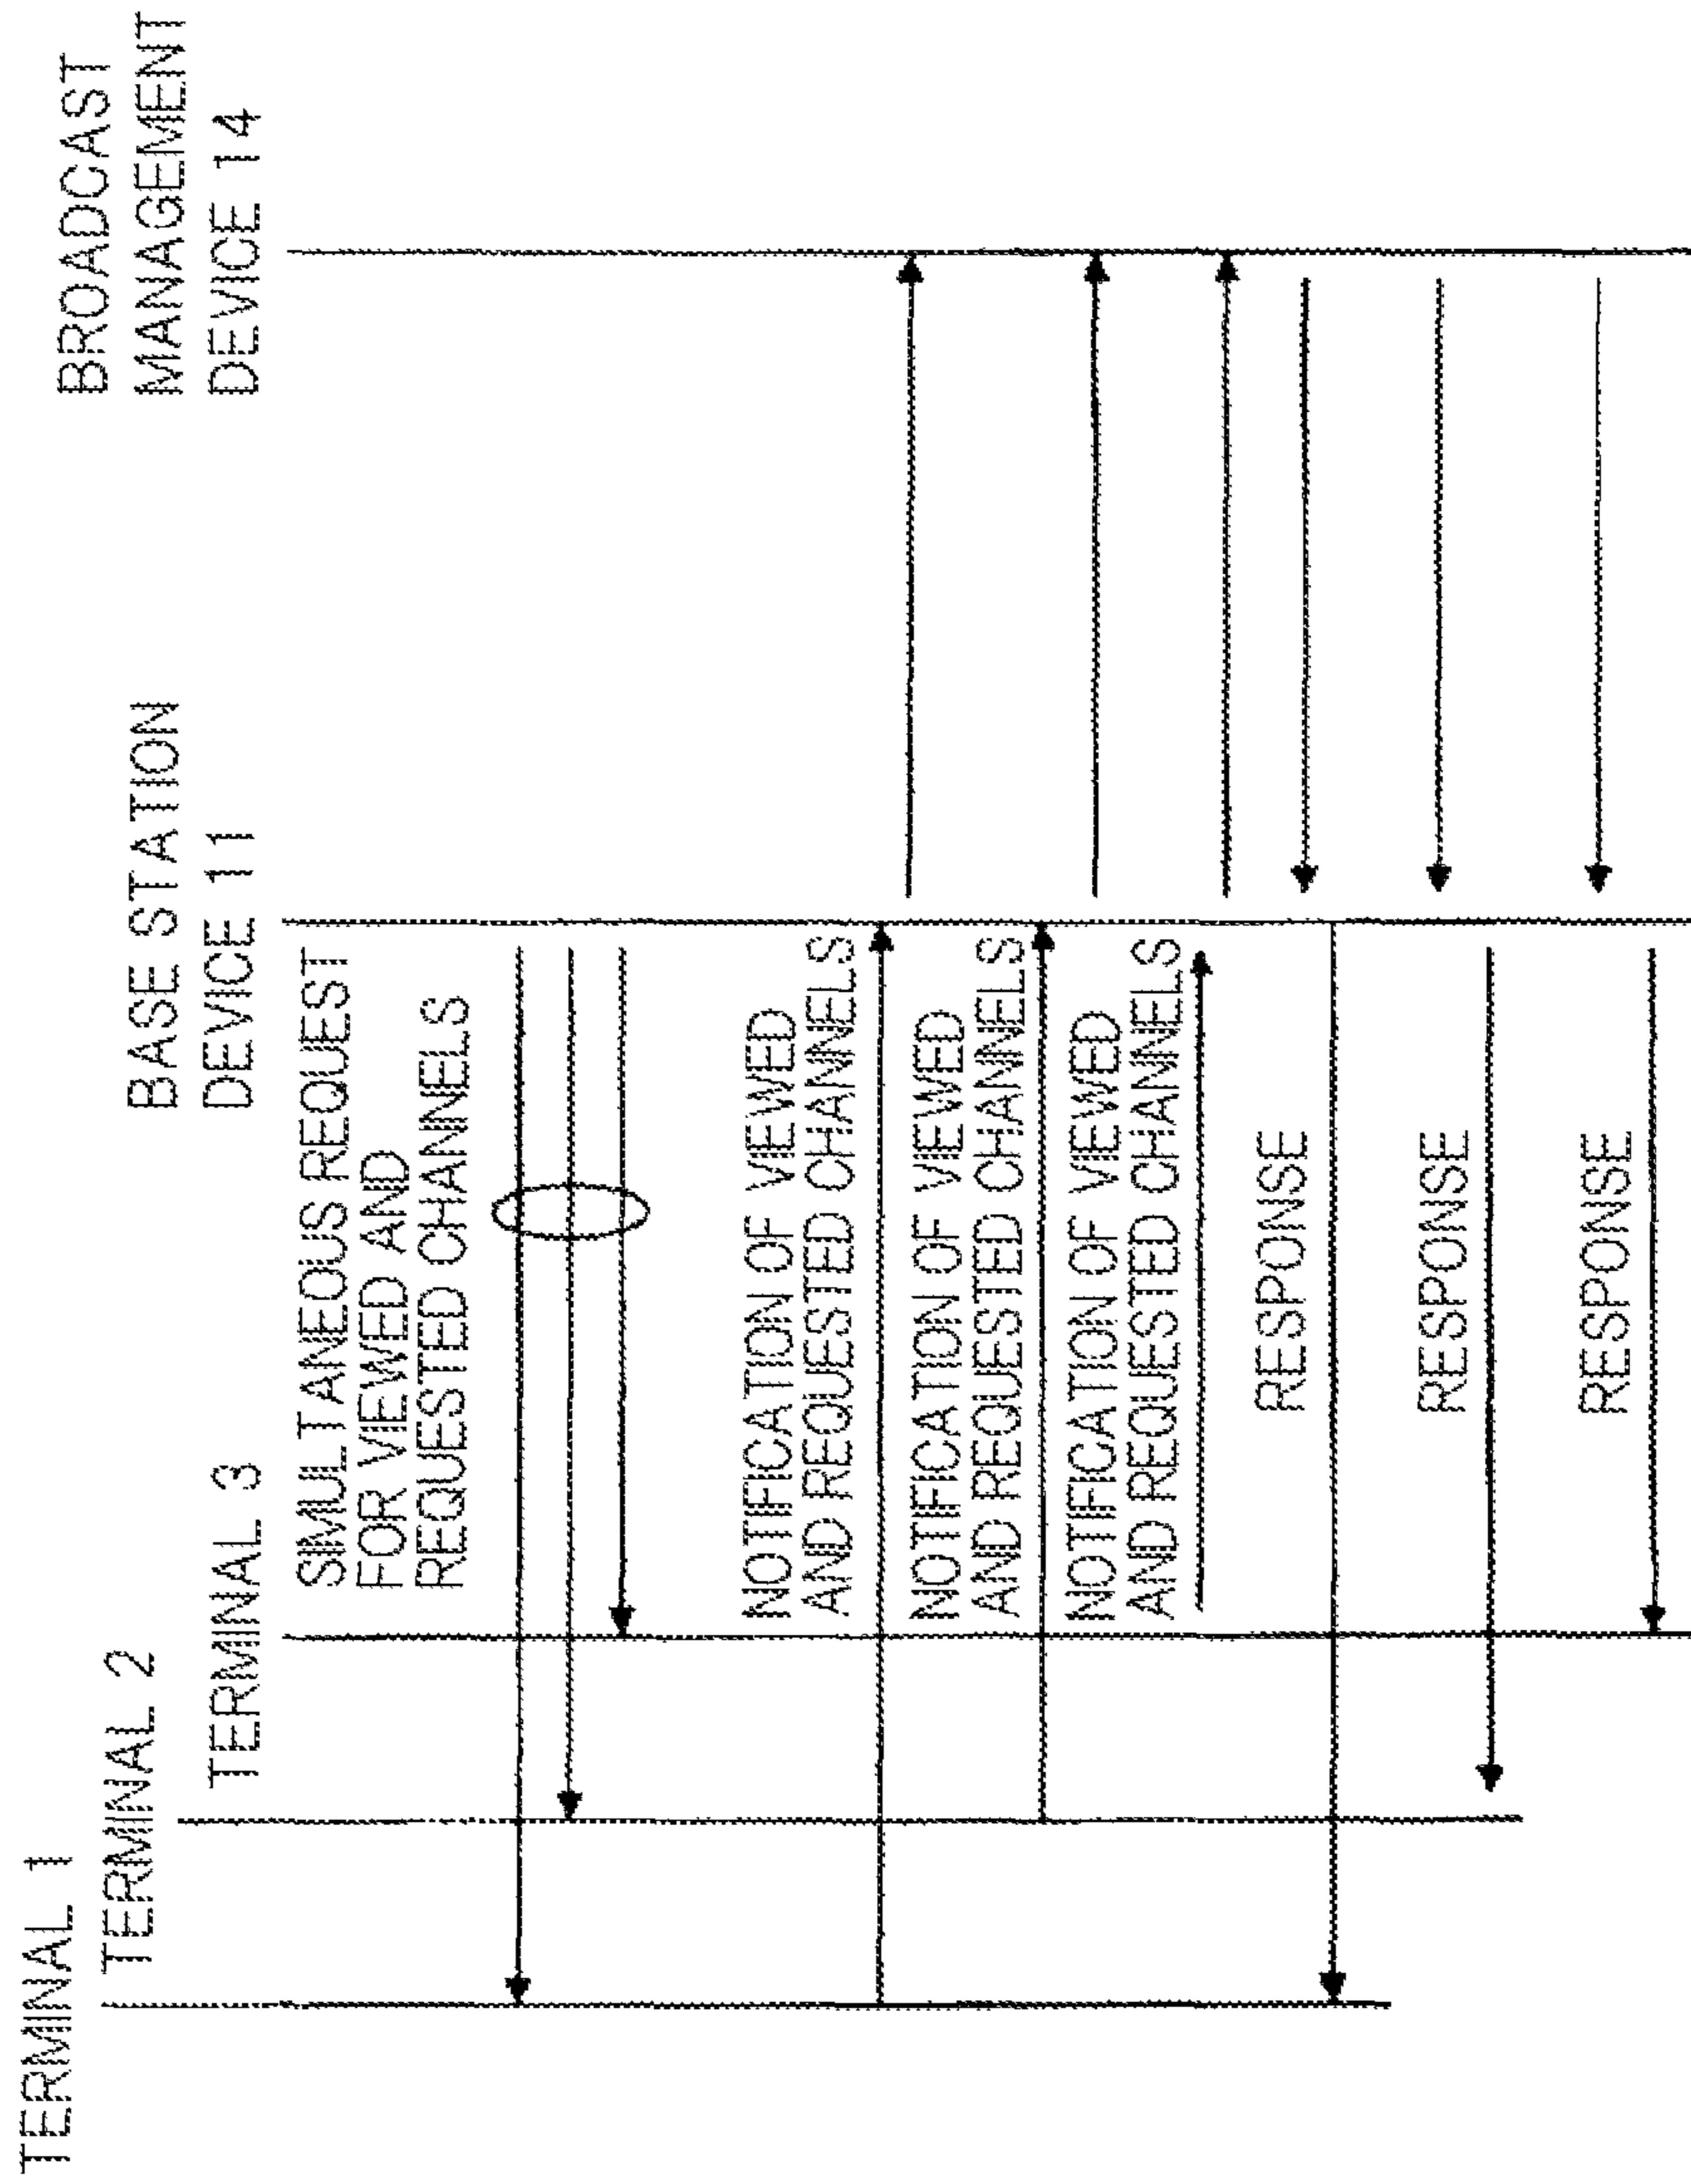 TERMINAL 1
TERMINAL 2
TERMINAL 3
BASE STATION
DEVICE 11
BROADCAST
MANAGEMENT
DEVICE 14
SIMULTANEOUS REQUEST
FOR VIEWED AND
REQUESTED CHANNELS
NOTIFICATION OF VIEWED
AND REQUESTED CHANNELS
NOTIFICATION OF VIEWED
AND REQUESTED CHANNELS
NOTIFICATION OF VIEWED
AND REQUESTED CHANNELS
RESPONSE
RESPONSE
RESPONSE